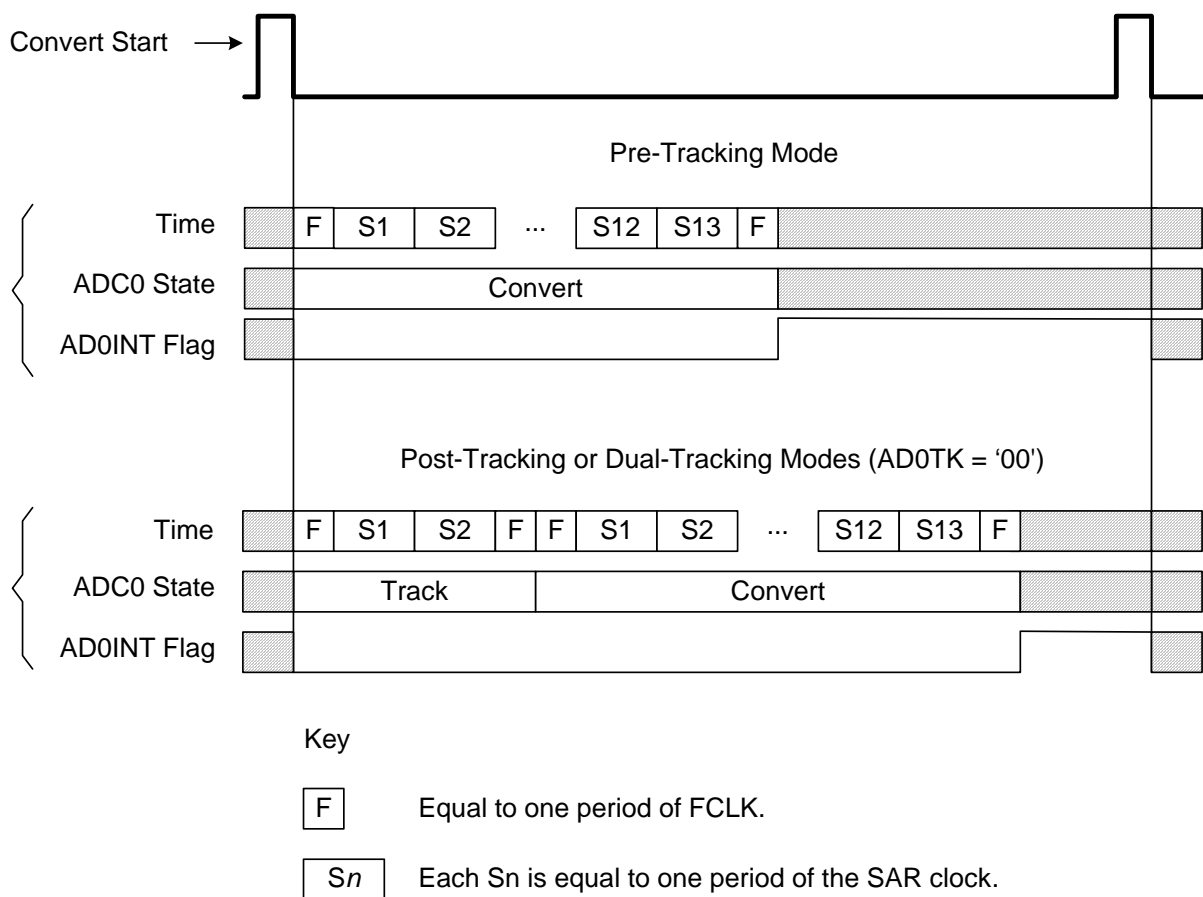 Convert Start
Pre-Tracking Mode
Time F S1 S2 ... S12 S13 F
ADC0 State Convert
AD0INT Flag
Post-Tracking or Dual-Tracking Modes (AD0TK = ‘00')
Time F S1 S2 F F S1 S2 ... S12 S13 F
ADC0 State Track Convert
AD0INT Flag
Key
F Equal to one period of FCLK.
Sn Each Sn is equal to one period of the SAR clock.